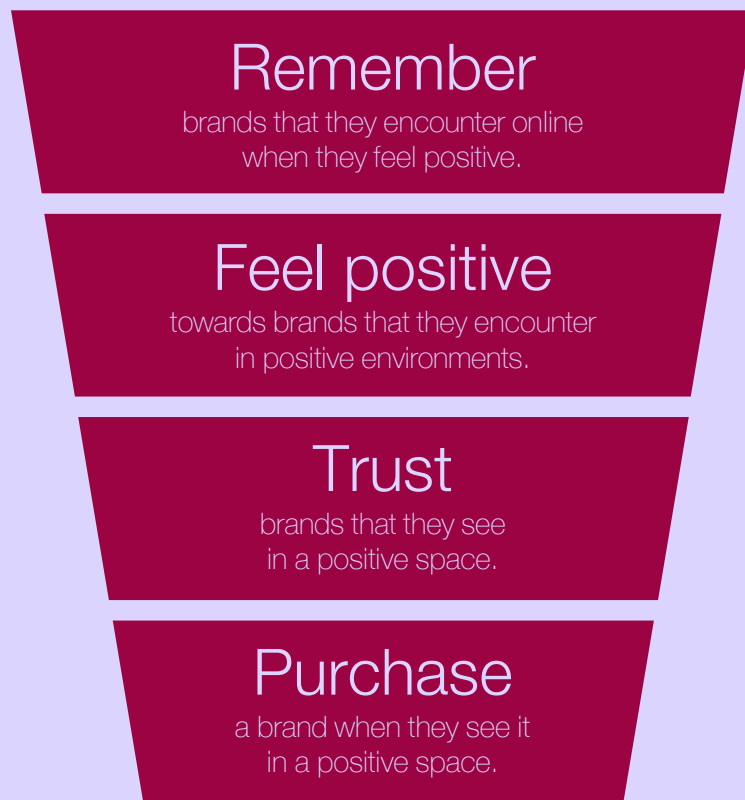 Remember
brands that they encounter online
when they feel positive.
Feel positive
towards brands that they encounter
in positive environments.
Trust
brands that they see
in a positive space.
Purchase
a brand when they see it
in a positive space.